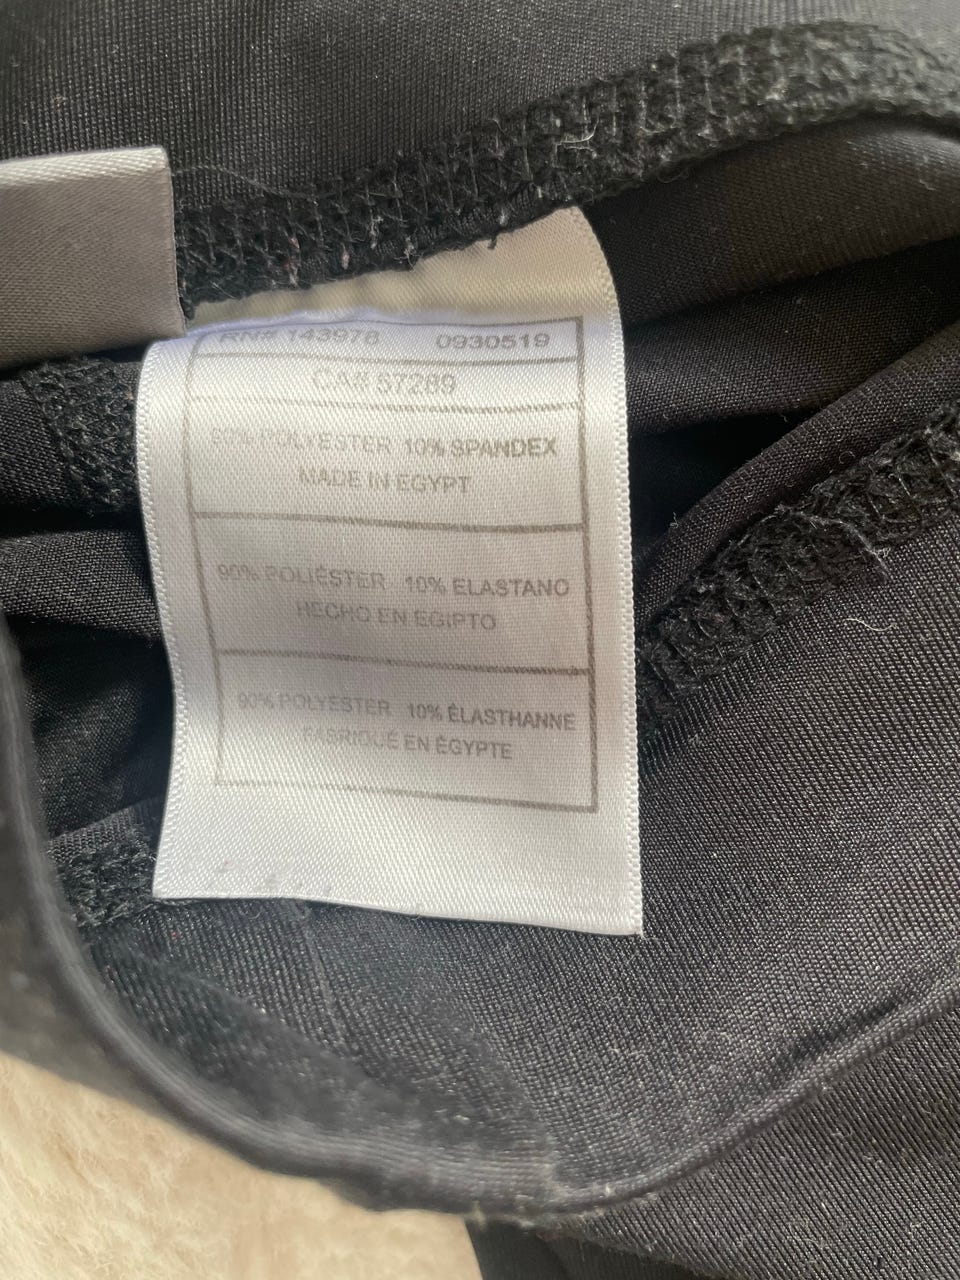 RN# 143978 0930519
CA# 57289
90% POLYESTER 10% SPANDEX
MADE IN EGYPT
90% POLIÉSTER 10% ELASTANO
HECHO EN EGIPTO
90% POLYESTER 10% ÉLASTHANNE
FABRIQUÉ EN ÉGYPTE